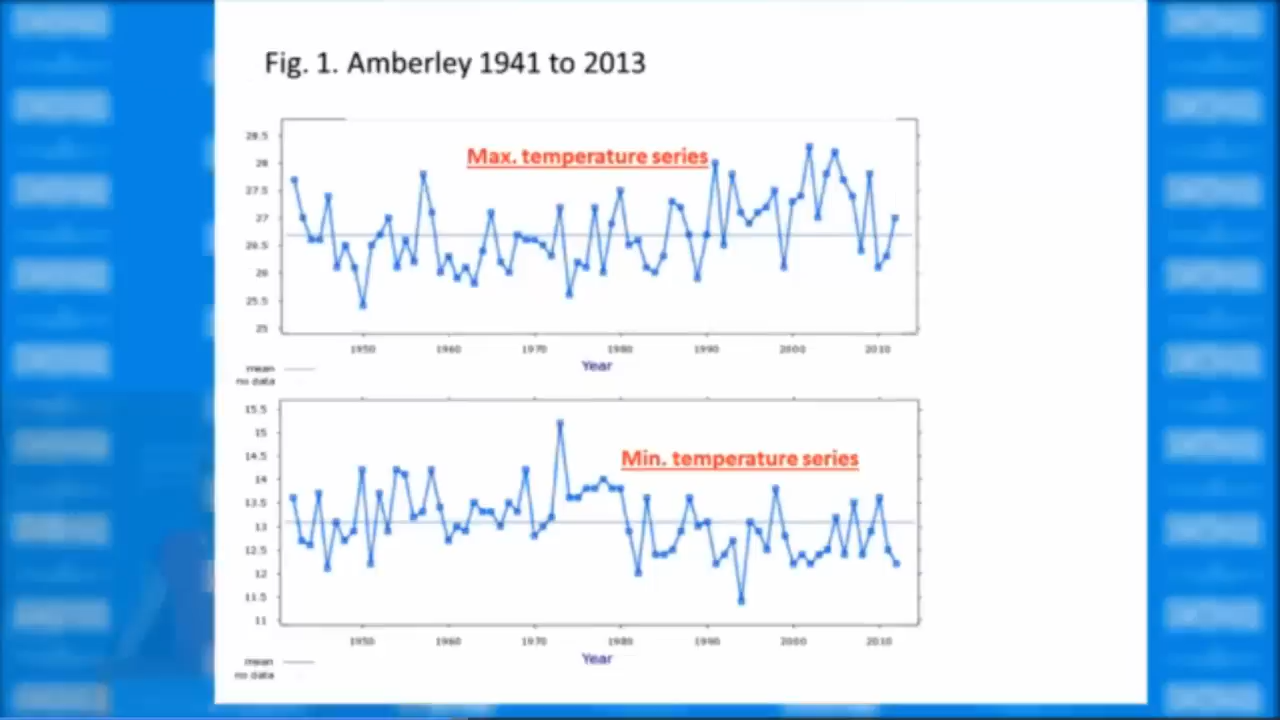 Fig. 1. Amberley 1941 to 2013
Max. temperature series
28.5
28
27.5
27
26.5
26
25.5
25
1950 1960 1970 1980 1990 2000 2010
Year
mean
no data
Min. temperature series
15.5
15
14.5
14
13.5
13
12.5
12
11.5
11
1950 1960 1970 1980 1990 2000 2010
Year
mean
no data